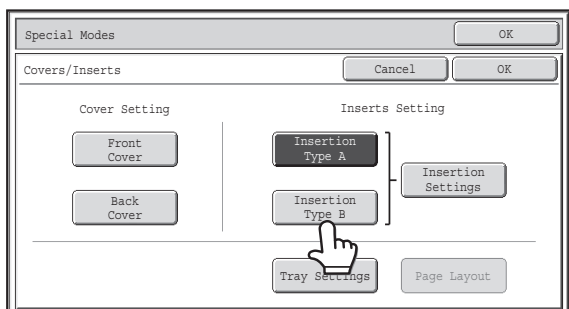 Special Modes
OK
Covers/Inserts
Cancel
OK
Cover Setting
Inserts Setting
Front
Cover
Insertion
Type A
Insertion
Settings
Back
Cover
Insertion
Type B
Tray Settings
Page Layout